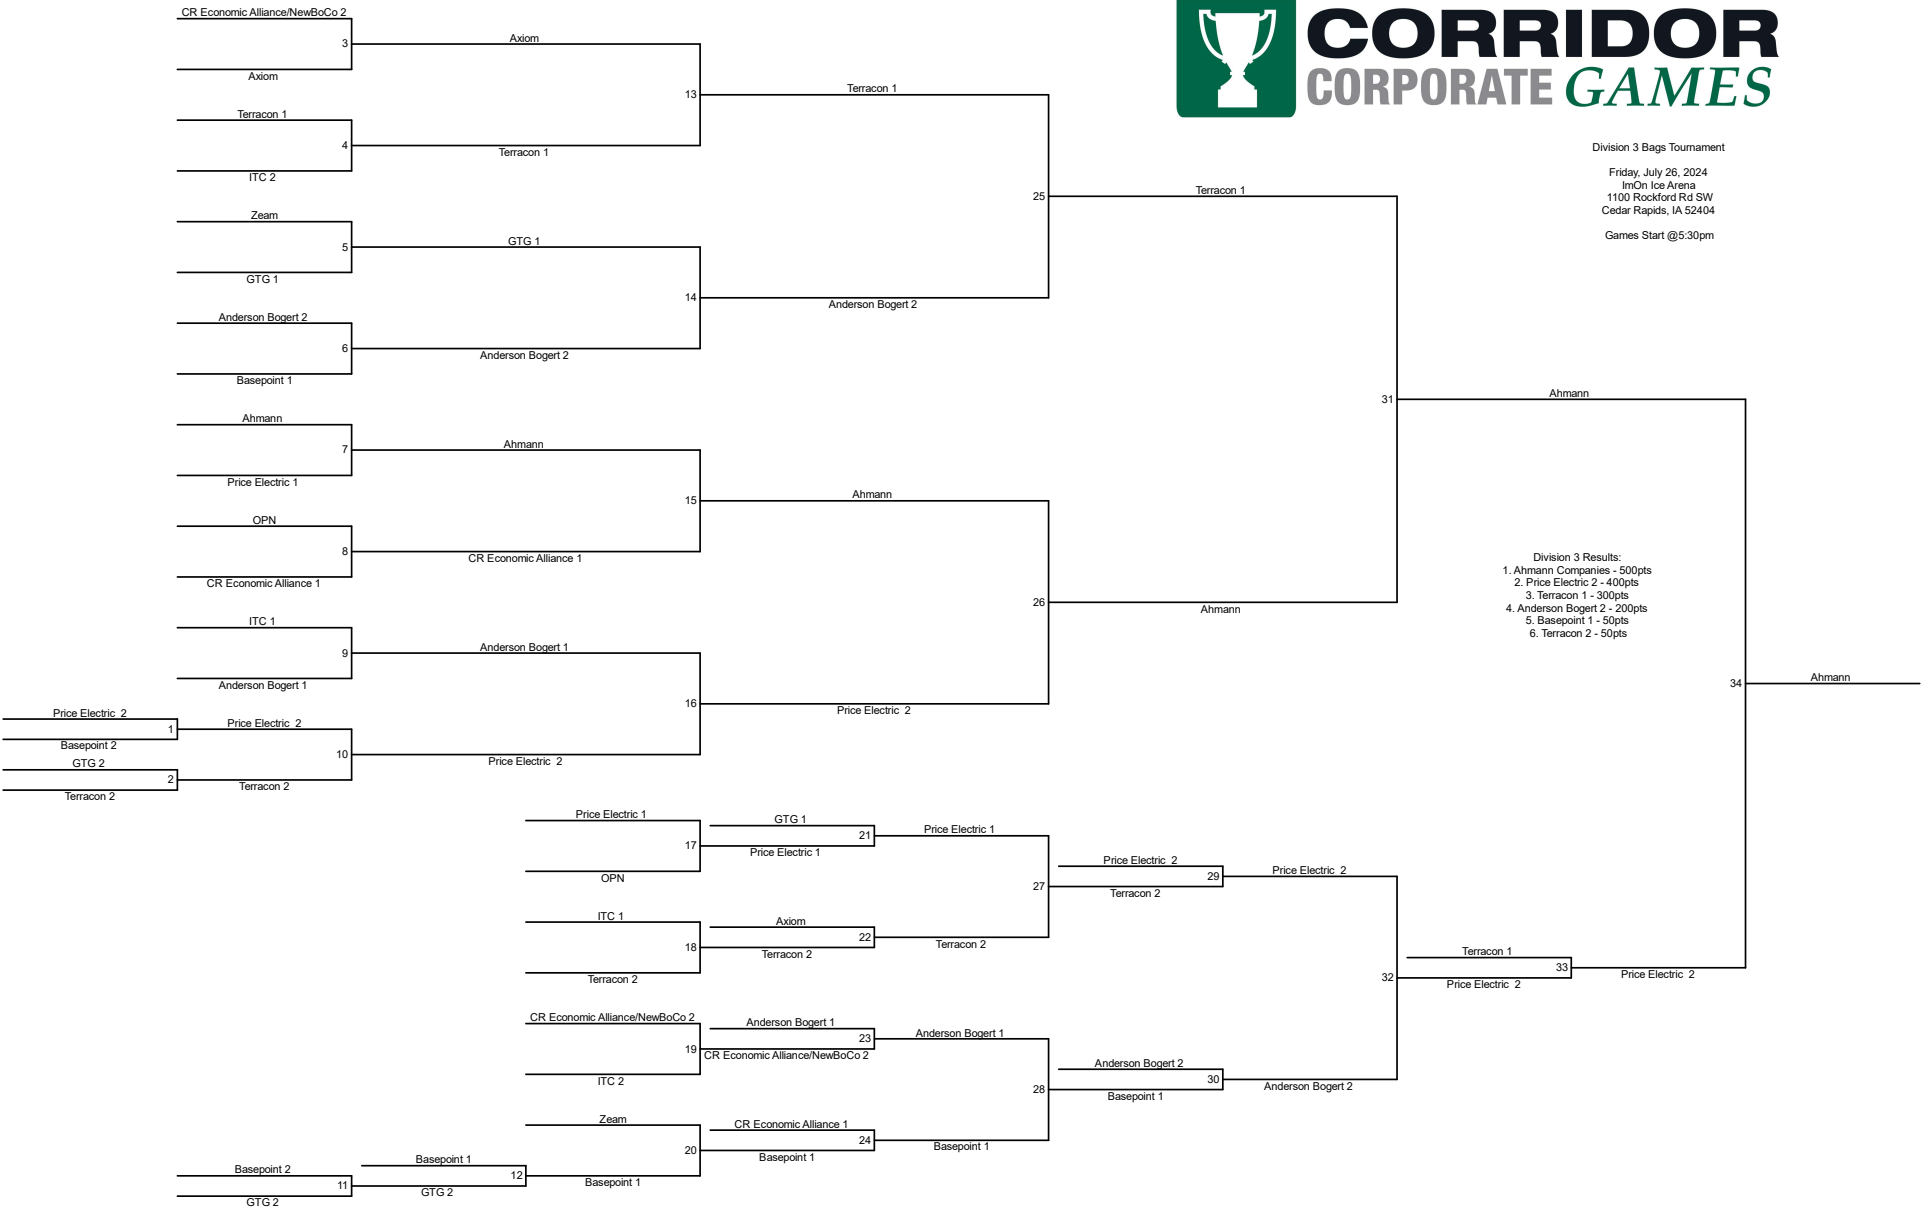 CORRIDOR
CORPORATE GAMES
Division 3 Bags Tournament
Friday, July 26, 2024
ImOn Ice Arena
1100 Rockford Rd SW
Cedar Rapids, IA 52404
Games Start @5:30pm
CR Economic Alliance/NewBoCo 2
3
Axiom
Axiom
13
Terracon 1
Terracon 1
4
Terracon 1
ITC 2
25
Terracon 1
Zeam
5
GTG 1
GTG 1
14
Anderson Bogert 2
Anderson Bogert 2
6
Anderson Bogert 2
Basepoint 1
31
Ahmann
Ahmann
7
Ahmann
Price Electric 1
15
Ahmann
OPN
8
CR Economic Alliance 1
CR Economic Alliance 1
26
Ahmann
ITC 1
9
Anderson Bogert 1
Anderson Bogert 1
16
Price Electric  2
Price Electric  2
1
Price Electric  2
Basepoint 2
10
Price Electric  2
GTG 2
2
Terracon 2
Terracon 2
Division 3 Results:
1. Ahmann Companies - 500pts
2. Price Electric 2 - 400pts
3. Terracon 1 - 300pts
4. Anderson Bogert 2 - 200pts
5. Basepoint 1 - 50pts
6. Terracon 2 - 50pts
34
Ahmann
Price Electric 1
17
OPN
GTG 1
21
Price Electric 1
Price Electric 1
27
Price Electric  2
29
Terracon 2
Price Electric  2
ITC 1
18
Terracon 2
Axiom
22
Terracon 2
Terracon 2
32
Terracon 1
33
Price Electric  2
Price Electric  2
CR Economic Alliance/NewBoCo 2
19
ITC 2
Anderson Bogert 1
23
CR Economic Alliance/NewBoCo 2
Anderson Bogert 1
28
Anderson Bogert 2
30
Basepoint 1
Anderson Bogert 2
Zeam
20
CR Economic Alliance 1
24
Basepoint 1
Basepoint 1
Basepoint 2
11
GTG 2
Basepoint 1
12
GTG 2
Basepoint 1